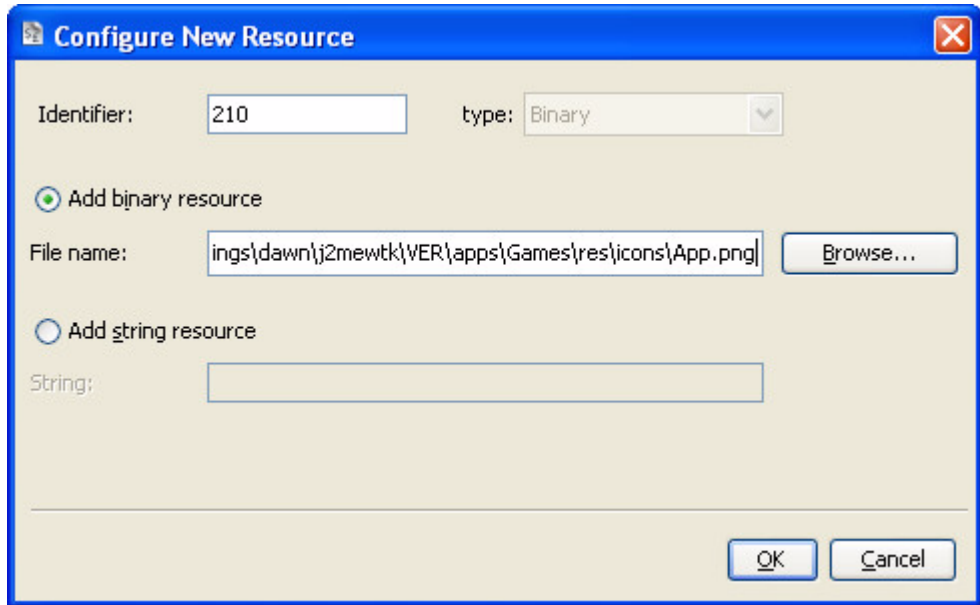 Configure New Resource
Identifier: 210 type: Binary
Add binary resource
File name: ings\dawn\j2mewtk\VER\apps\Games\res\icons\App.png Browse...
Add string resource
String:
OK Cancel